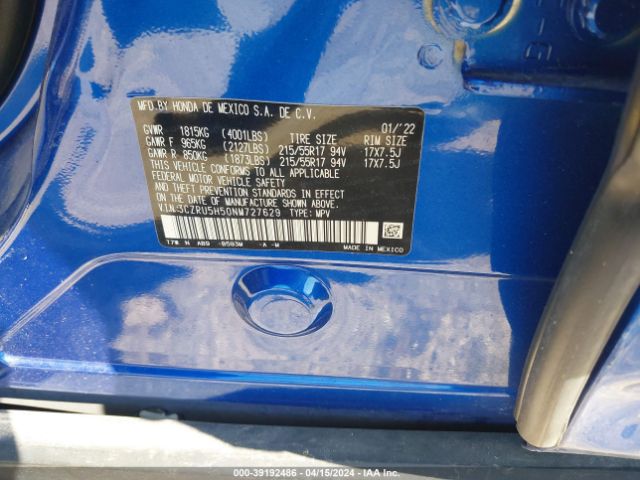 MFD.BY HONDA DE MEXICO S.A. DE C.V.
01/'22
GVWR 1815KG (4001LBS) TIRE SIZE RIM SIZE
GAWR F 965KG (2127LBS) 215/55R17 94V 17X7.5J
GAWR R 850KG (1873LBS) 215/55R17 94V 17X7.5J
THIS VEHICLE CONFORMS TO ALL APPLICABLE
FEDERAL MOTOR VEHICLE SAFETY
AND THEFT PREVENTION STANDARDS IN EFFECT
ON THE DATE OF MANUFACTURE SHOWN ABOVE.
V.I.N:3CZRU5H50NM727629 TYPE: MPV
17M N ABG -B593M -A -M
MADE IN MEXICO
000-39192486 - 04/15/2024 - IAA Inc.